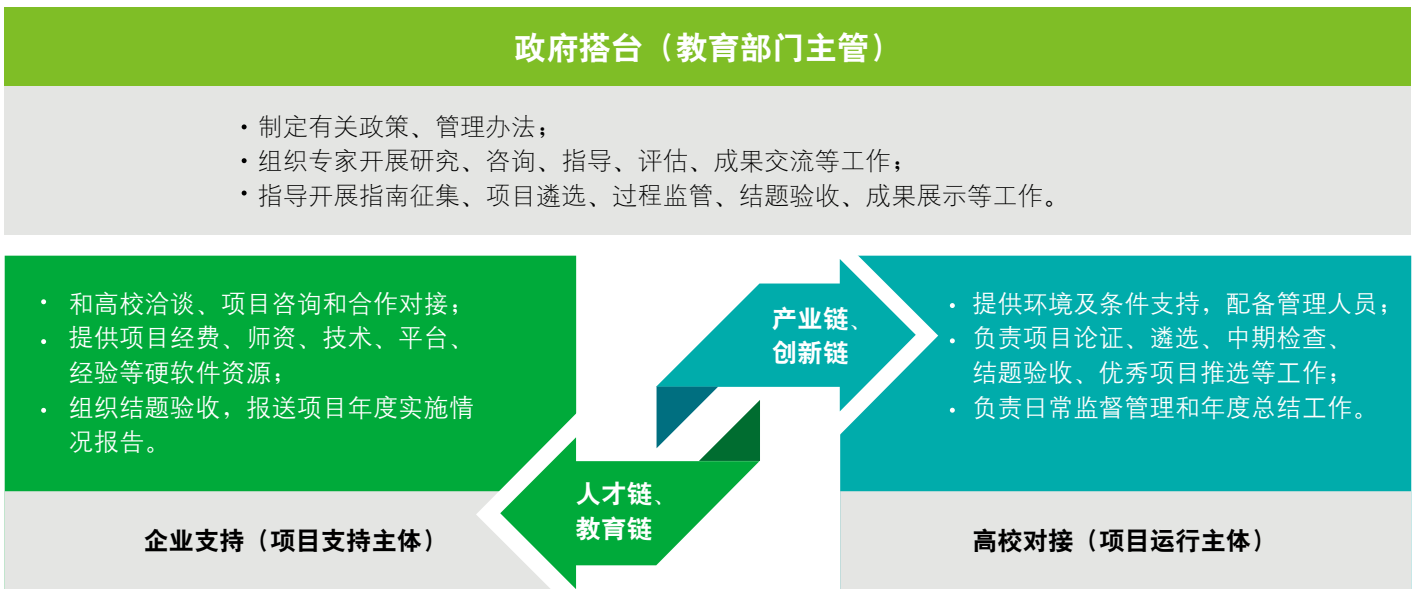 政府搭台（教育部门主管）
・制定有关政策、管理办法；
・组织专家开展研究、咨询、指导、评估、成果交流等工作；
・指导开展指南征集、项目遴选、过程监管、结题验收、成果展示等工作。
・和高校洽谈、项目咨询和合作对接；
・提供项目经费、师资、技术、平台、
经验等硬软件资源；
・组织结题验收，报送项目年度实施情
况报告。
企业支持（项目支持主体）
产业链、
创新链
人才链、
教育链
・提供环境及条件支持，配备管理人员；
・负责项目论证、遴选、中期检查、
结题验收、优秀项目推选等工作；
・负责日常监督管理和年度总结工作。
高校对接（项目运行主体）